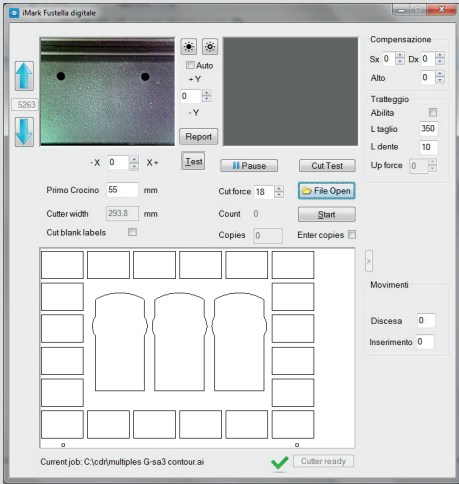 iMark Fustella digitale
Compensazione
Sx 0 Dx 0
Alto 0
Auto
+ Y
0
- Y
5263
Report
Tratteggio
Abilita
L taglio 350
L dente 10
Up force 0
- X 0 X +
Test
Pause
Cut Test
Primo Crocino 55 mm
Cut force 18
File Open
Cutter width 293.8 mm
Count 0
Start
Cut blank labels
Copies 0
Enter copies
>
Movimenti
Discesa 0
Inserimento 0
Current job: C:\cdr\multiples G-sa3 contour.ai
Cutter ready